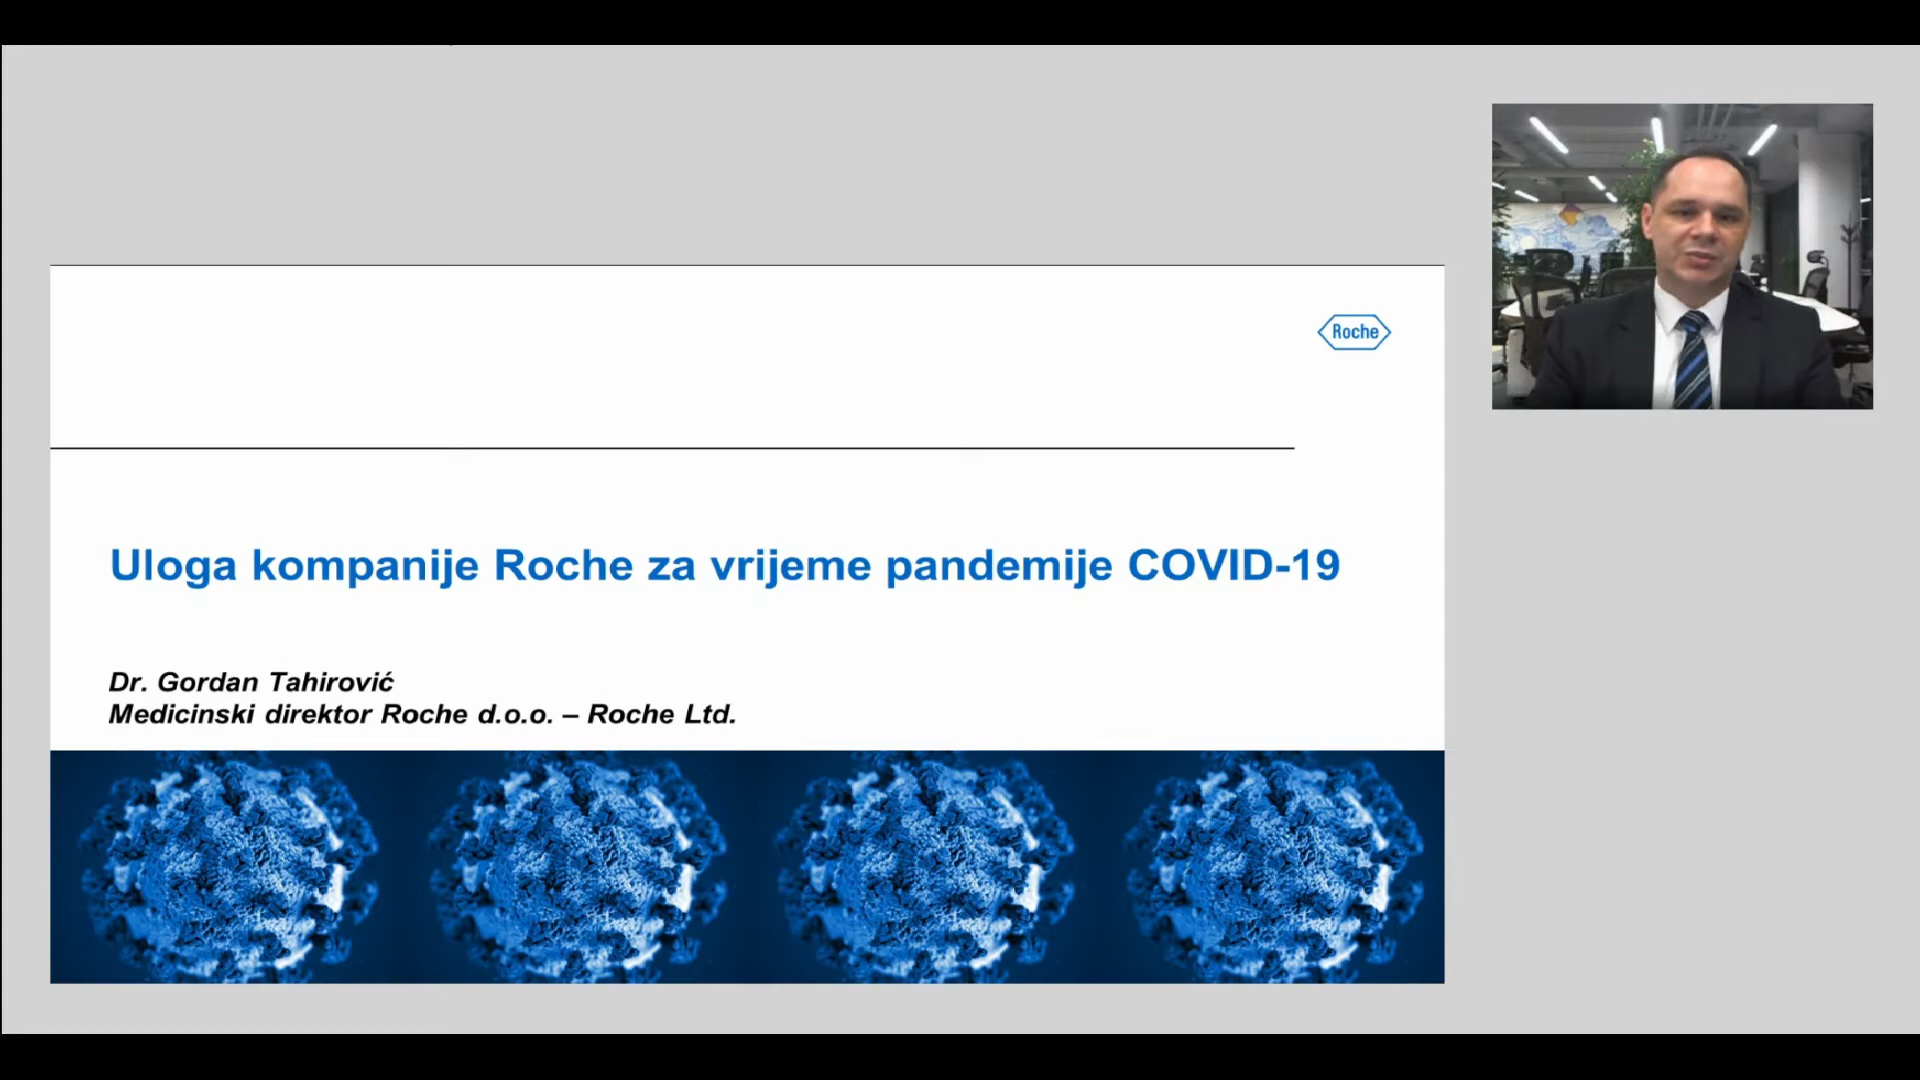 Roche
Uloga kompanije Roche za vrijeme pandemije COVID-19
Dr. Gordan Tahirović
Medicinski direktor Roche d.o.o. – Roche Ltd.